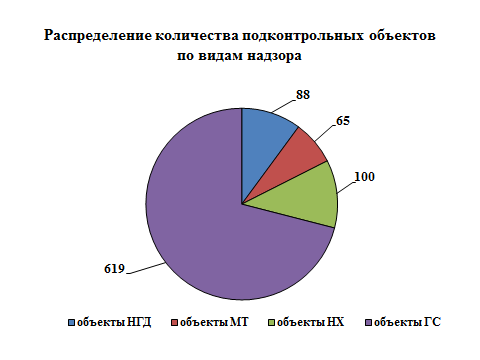 Распределение количества подконтрольных объектов
по видам надзора
88
65
100
619
объекты НГД объекты МТ объекты НХ объекты ГС